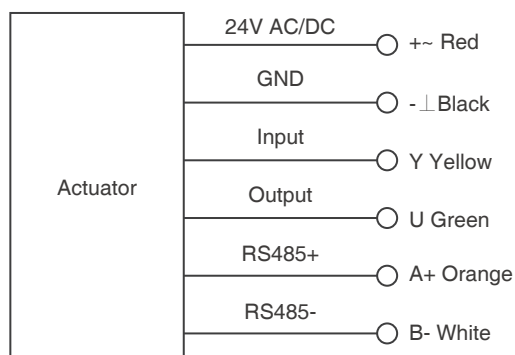 24V AC/DC
+~ Red
GND
-⊥Black
Input
Y Yellow
Actuator
Output
U Green
RS485+
A+ Orange
RS485-
B- White